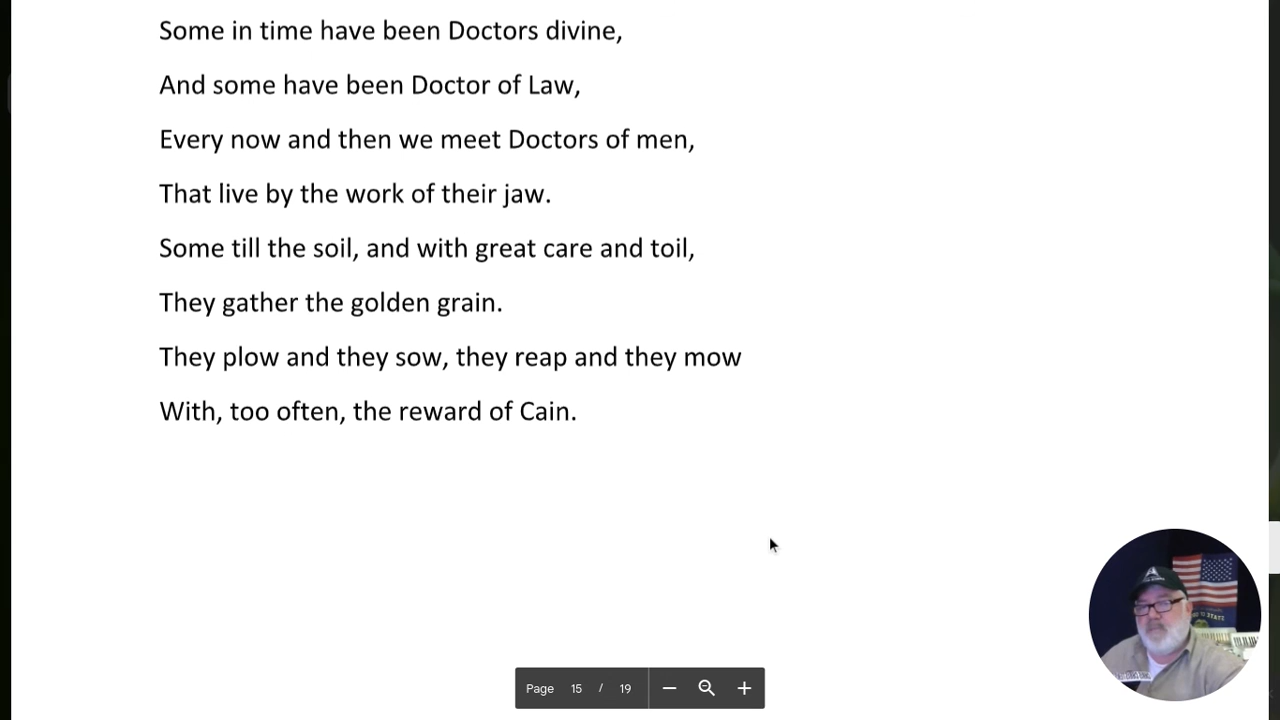 Some in time have been Doctors divine,
And some have been Doctor of Law,
Every now and then we meet Doctors of men,
That live by the work of their jaw.
Some till the soil, and with great care and toil,
They gather the golden grain.
They plow and they sow, they reap and they mow
With, too often, the reward of Cain.
Page 15 / 19